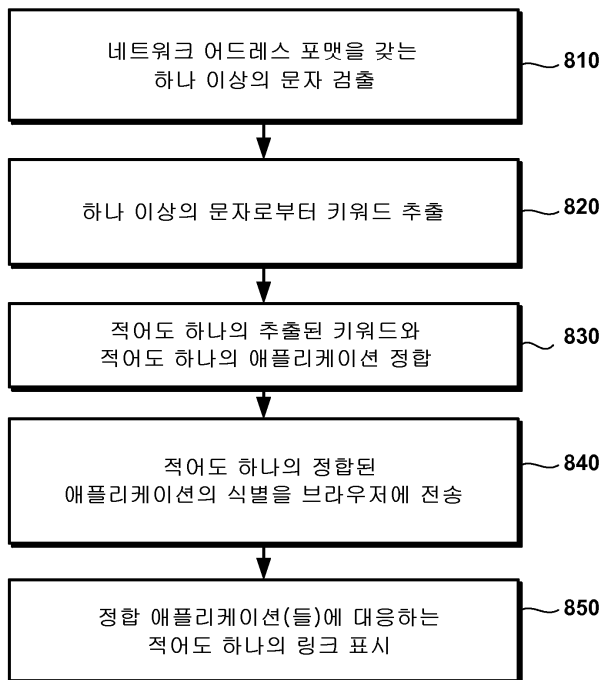 네트워크 어드레스 포맷을 갖는
하나 이상의 문자 검출
810
하나 이상의 문자로부터 키워드 추출
820
적어도 하나의 추출된 키워드와
적어도 하나의 애플리케이션 정합
830
적어도 하나의 정합된
애플리케이션의 식별을 브라우저에 전송
840
정합 애플리케이션(들)에 대응하는
적어도 하나의 링크 표시
850